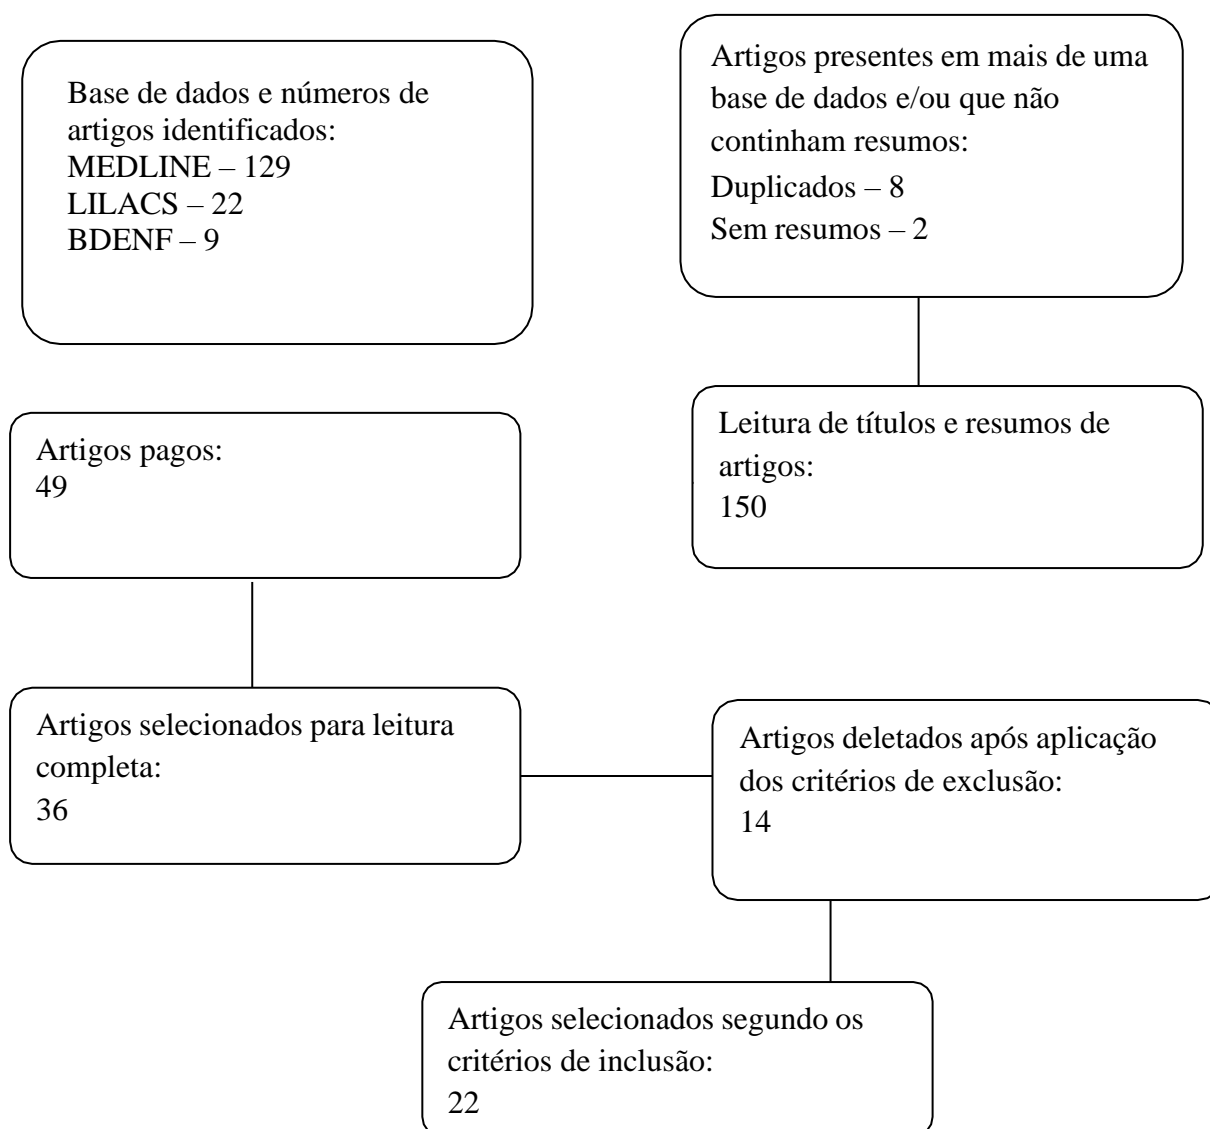 Base de dados e números de
artigos identificados:
MEDLINE – 129
LILACS – 22
BDENF – 9
Artigos presentes em mais de uma
base de dados e/ou que não
continham resumos:
Duplicados – 8
Sem resumos – 2
Leitura de títulos e resumos de
artigos:
150
Artigos pagos:
49
Artigos selecionados para leitura
completa:
36
Artigos deletados após aplicação
dos critérios de exclusão:
14
Artigos selecionados segundo os
critérios de inclusão:
22